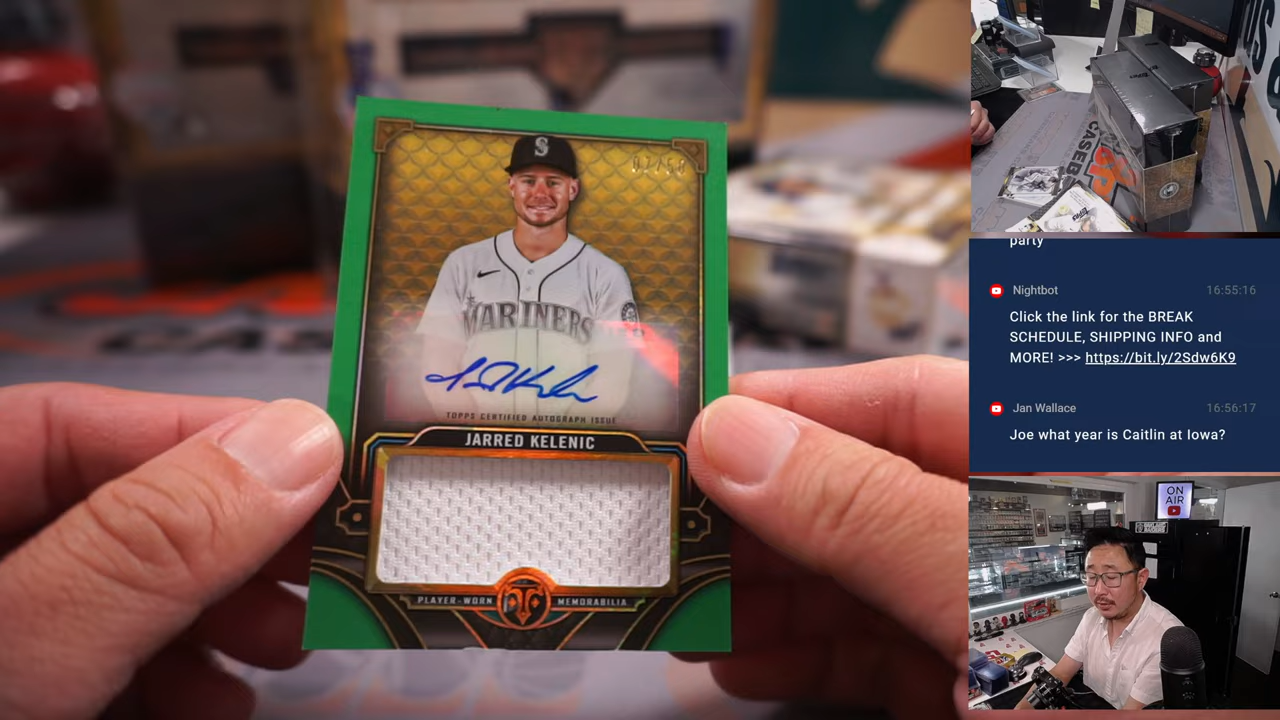 07/50
S
MARINERS
TOPPS CERTIFIED AUTOGRAPH ISSUE
JARRED KELENIC
PLAYER-WORN MEMORABILIA
party
Nightbot 16:55:16
Click the link for the BREAK
SCHEDULE, SHIPPING INFO and
MORE! >>> https://bit.ly/2Sdw6K9
Jan Wallace 16:56:17
Joe what year is Caitlin at Iowa?
ON
AIR